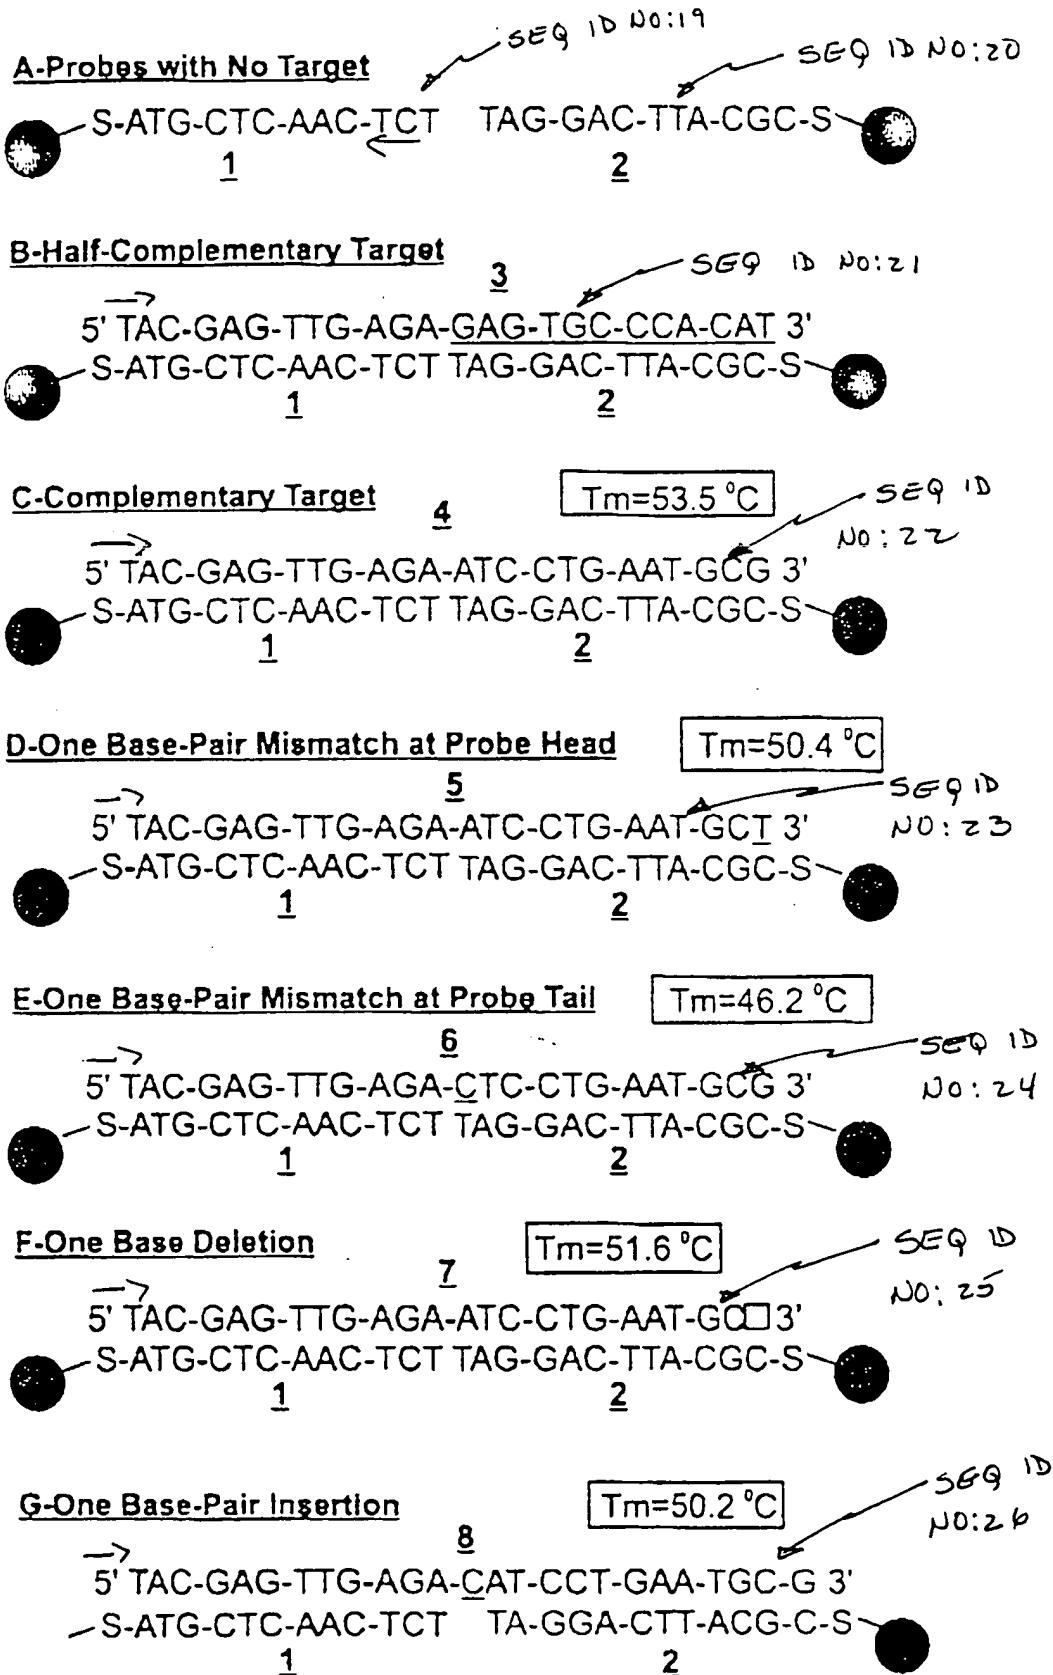 SEQ ID NO:19
SEQ ID NO:20
A-Probes with No Target
S-ATG-CTC-AAC-TCT TAG-GAC-TTA-CGC-S
1 2
B-Half-Complementary Target
3
SEQ ID NO:21
5' TAC-GAG-TTG-AGA-GAG-TGC-CCA-CAT 3'
S-ATG-CTC-AAC-TCT TAG-GAC-TTA-CGC-S
1 2
C-Complementary Target
4
Tm=53.5 °C
SEQ ID
NO:22
5' TAC-GAG-TTG-AGA-ATC-CTG-AAT-GCG 3'
S-ATG-CTC-AAC-TCT TAG-GAC-TTA-CGC-S
1 2
D-One Base-Pair Mismatch at Probe Head
Tm=50.4 °C
5
SEQ ID
NO:23
5' TAC-GAG-TTG-AGA-ATC-CTG-AAT-GCT 3'
S-ATG-CTC-AAC-TCT TAG-GAC-TTA-CGC-S
1 2
E-One Base-Pair Mismatch at Probe Tail
Tm=46.2 °C
6
SEQ ID
NO:24
5' TAC-GAG-TTG-AGA-CTC-CTG-AAT-GCG 3'
S-ATG-CTC-AAC-TCT TAG-GAC-TTA-CGC-S
1 2
F-One Base Deletion
Tm=51.6 °C
7
SEQ ID
NO:25
5' TAC-GAG-TTG-AGA-ATC-CTG-AAT-GC□ 3'
S-ATG-CTC-AAC-TCT TAG-GAC-TTA-CGC-S
1 2
G-One Base-Pair Insertion
Tm=50.2 °C
8
SEQ ID
NO:26
5' TAC-GAG-TTG-AGA-CAT-CCT-GAA-TGC-G 3'
S-ATG-CTC-AAC-TCT TA-GGA-CTT-ACG-C-S
1 2